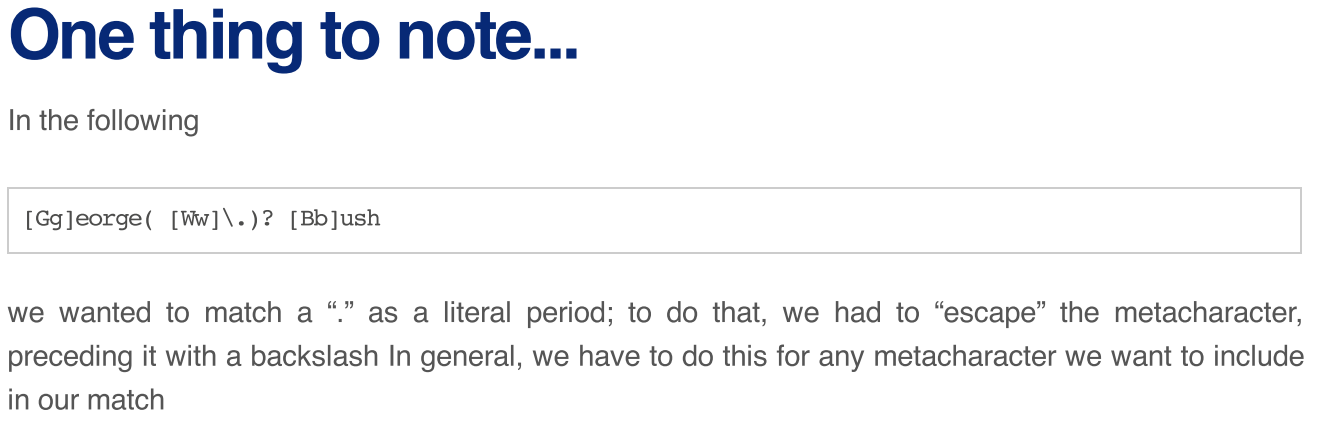 One thing to note...
In the following
[Gg]eorge( [Ww]\.)? [Bb]ush
we wanted to match a “.” as a literal period; to do that, we had to “escape” the metacharacter,
preceding it with a backslash In general, we have to do this for any metacharacter we want to include
in our match